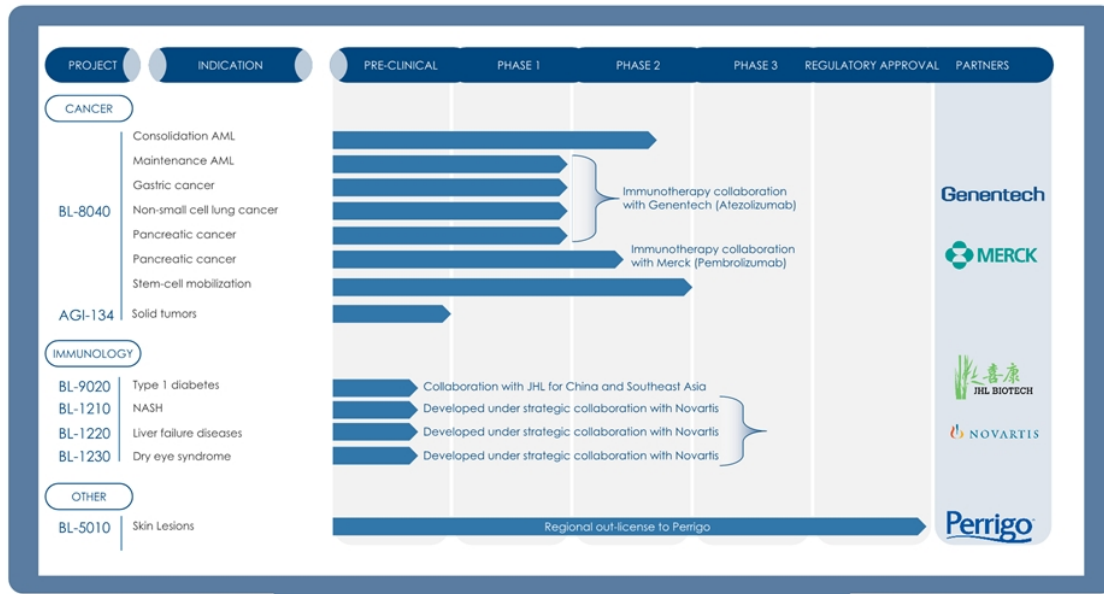 PROJECT INDICATION PRE-CLINICAL PHASE 1 PHASE 2 PHASE 3 REGULATORY APPROVAL PARTNERS
CANCER
BL-8040
Consolidation AML
Maintenance AML
Gastric cancer
Non-small cell lung cancer
Pancreatic cancer
Immunotherapy collaboration
with Genentech (Atezolizumab)
Genentech
Pancreatic cancer
Immunotherapy collaboration
with Merck (Pembrolizumab)
MERCK
Stem-cell mobilization
AGI-134 Solid tumors
IMMUNOLOGY
BL-9020 Type 1 diabetes Collaboration with JHL for China and Southeast Asia
喜康
JHL BIOTECH
BL-1210 NASH Developed under strategic collaboration with Novartis
BL-1220 Liver failure diseases Developed under strategic collaboration with Novartis
NOVARTIS
BL-1230 Dry eye syndrome Developed under strategic collaboration with Novartis
OTHER
BL-5010 Skin Lesions Regional out-license to Perrigo
Perrigo